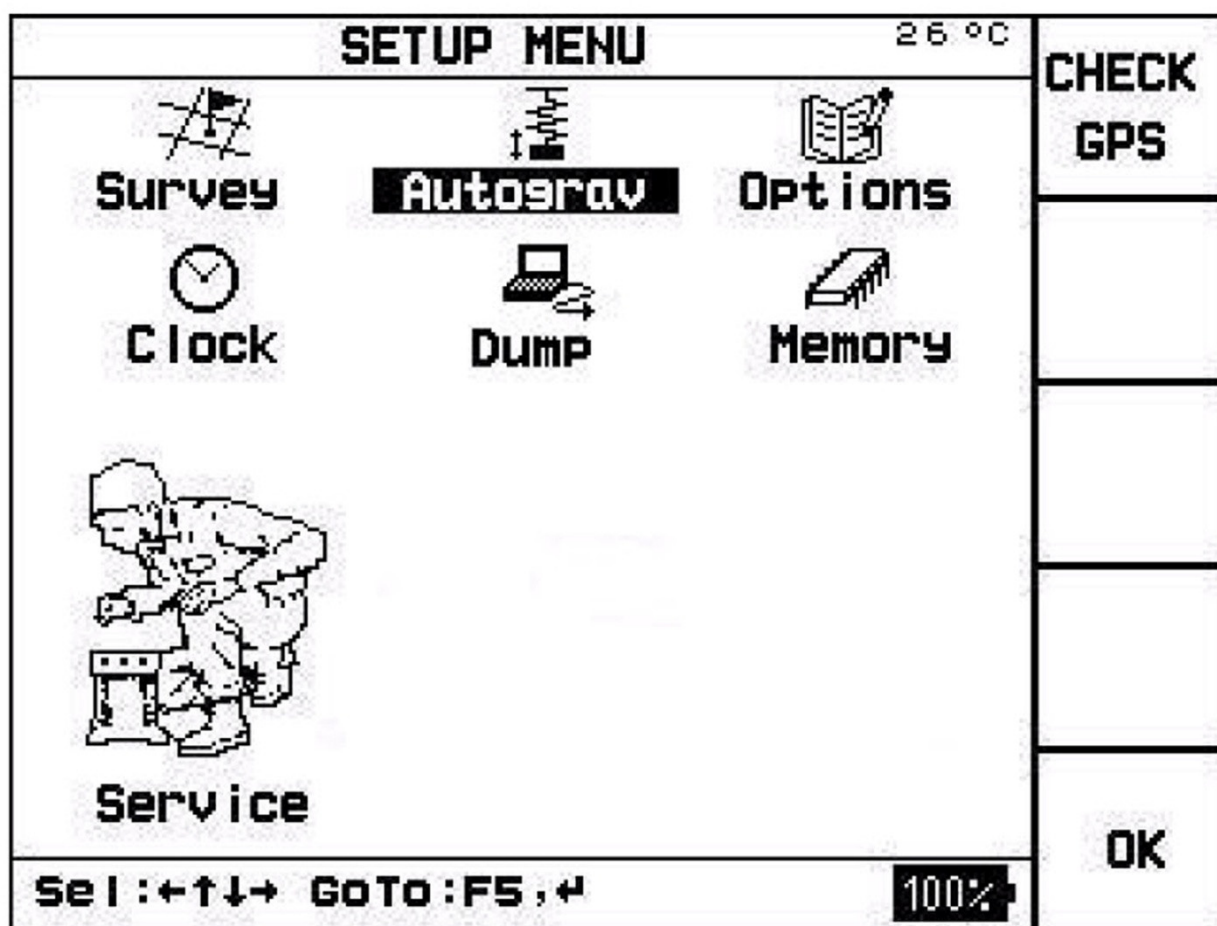 SETUP MENU
26 °C
CHECK
GPS
Survey
Autograv
Options
Clock
Dump
Memory
Service
OK
Sel:←↑↓→ GoTo:F5,↵
100%